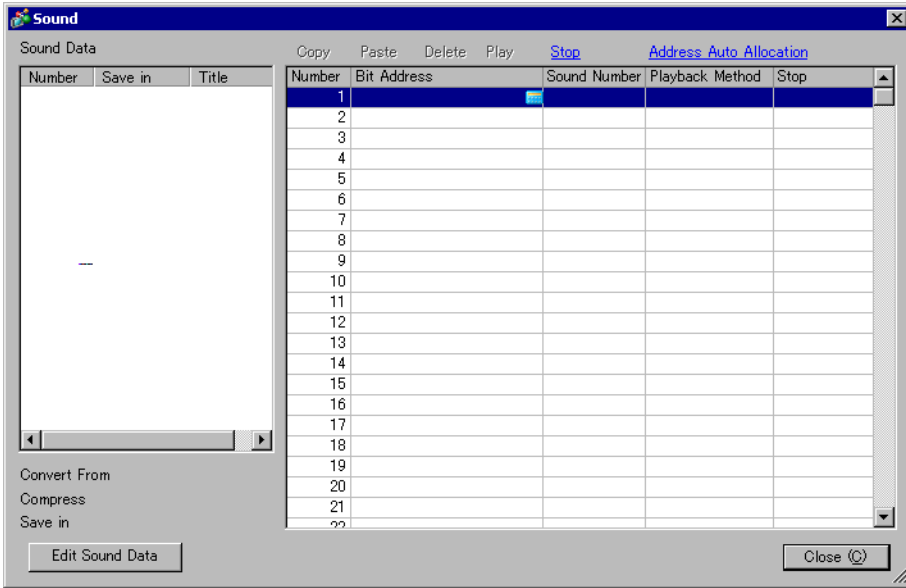 Sound
Sound Data
Copy Paste Delete Play Stop Address Auto Allocation
Number Save in Title
Number Bit Address Sound Number Playback Method Stop
1
2
3
4
5
6
7
8
9
10
11
12
13
14
15
16
17
18
19
20
21
22
Convert From
Compress
Save in
Edit Sound Data
Close (C)